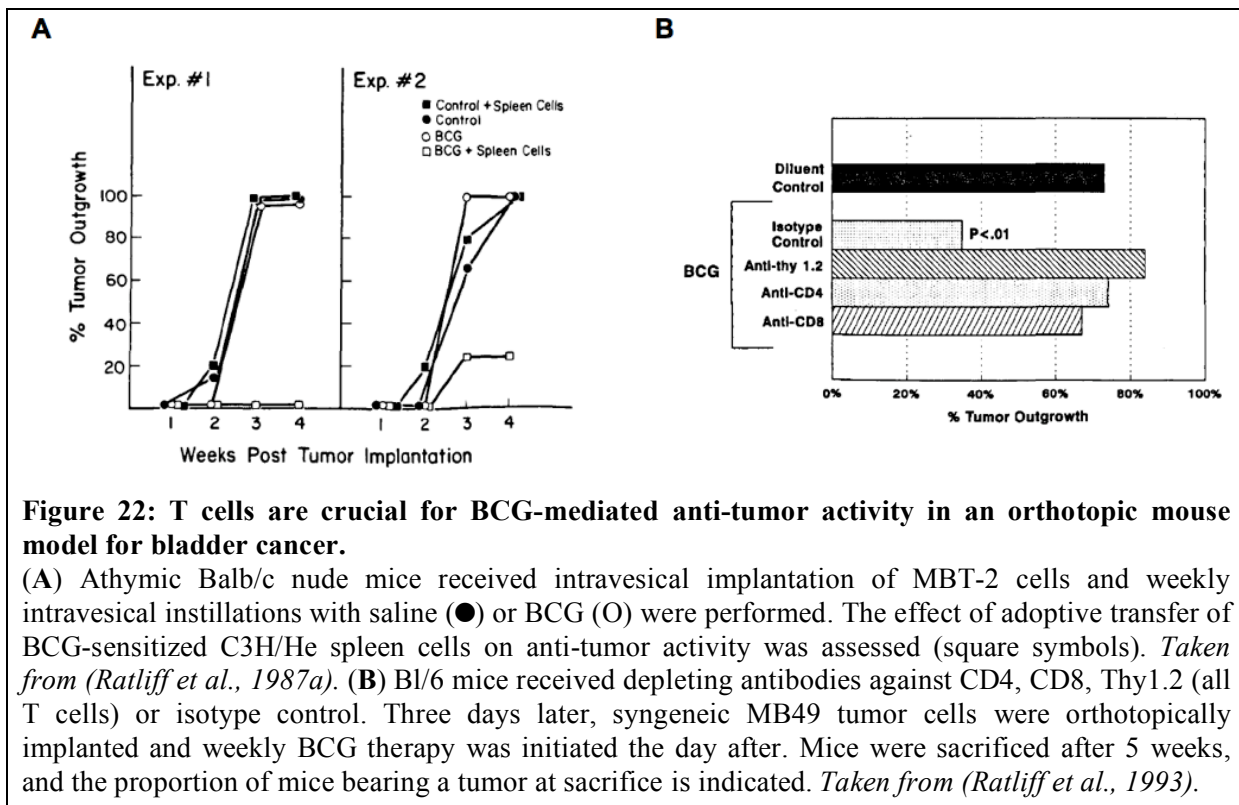 A
B
Exp. #1
Exp. #2
■ Control + Spleen Cells
● Control
○ BCG
□ BCG + Spleen Cells
% Tumor Outgrowth
100
80
60
40
20
1 2 3 4
1 2 3 4
Weeks Post Tumor Implantation
Diluent
Control
BCG
Isotype
Control
P<.01
Anti-thy 1.2
Anti-CD4
Anti-CD8
0% 20% 40% 60% 80% 100%
% Tumor Outgrowth
Figure 22: T cells are crucial for BCG-mediated anti-tumor activity in an orthotopic mouse
model for bladder cancer.
(A) Athymic Balb/c nude mice received intravesical implantation of MBT-2 cells and weekly
intravesical instillations with saline (●) or BCG (O) were performed. The effect of adoptive transfer of
BCG-sensitized C3H/He spleen cells on anti-tumor activity was assessed (square symbols). Taken
from (Ratliff et al., 1987a). (B) Bl/6 mice received depleting antibodies against CD4, CD8, Thy1.2 (all
T cells) or isotype control. Three days later, syngeneic MB49 tumor cells were orthotopically
implanted and weekly BCG therapy was initiated the day after. Mice were sacrificed after 5 weeks,
and the proportion of mice bearing a tumor at sacrifice is indicated. Taken from (Ratliff et al., 1993).